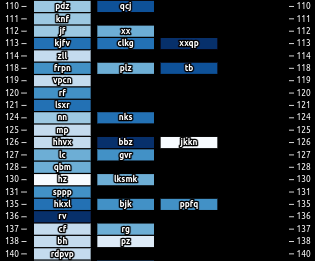 110 pdz qcj 110
111 knf 111
112 jf xx 112
113 kjfv clkg xxqp 113
114 zll 114
118 frpn plz tb 118
119 vpcn 119
120 rf 120
121 lsxr 121
124 nn nks 124
125 mp 125
126 hhvx bbz jkkn 126
127 lc gvr 127
128 qbm 128
130 hz lksmk 130
131 sppp 131
135 hkxl bjk ppfq 135
136 rv 136
137 cf rg 137
138 bh pz 138
140 rdpvp 140